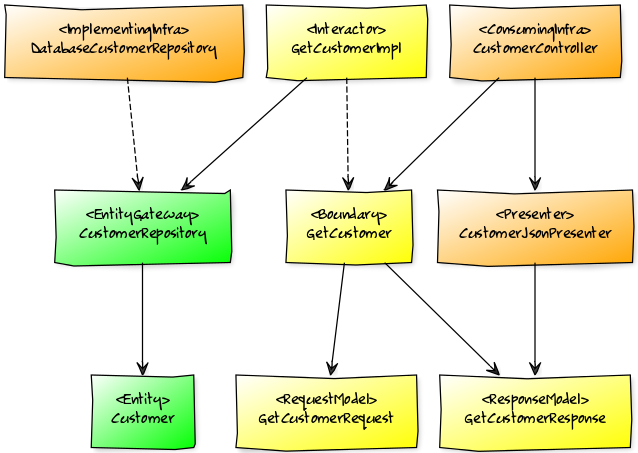 <ImplementingInfra>
DatabaseCustomerRepository
<Interactor>
GetCustomerImpl
<ConsumingInfra>
CustomerController
<EntityGateway>
CustomerRepository
<Boundary>
GetCustomer
<Presenter>
CustomerJsonPresenter
<Entity>
Customer
<RequestModel>
GetCustomerRequest
<ResponseModel>
GetCustomerResponse